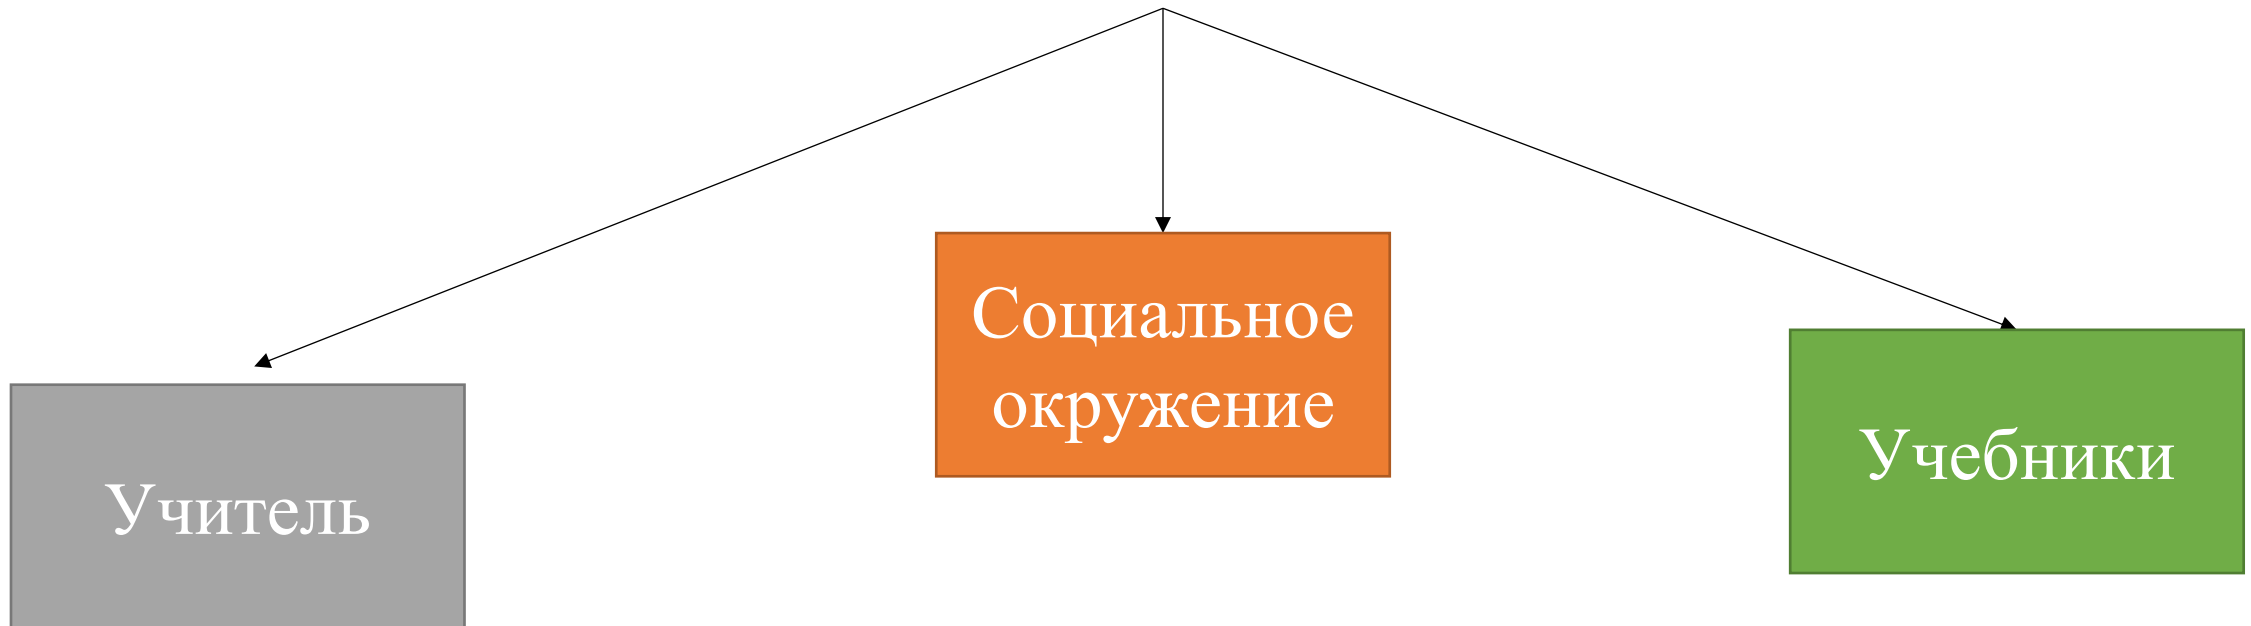 Учитель
Социальное
окружение
Учебники